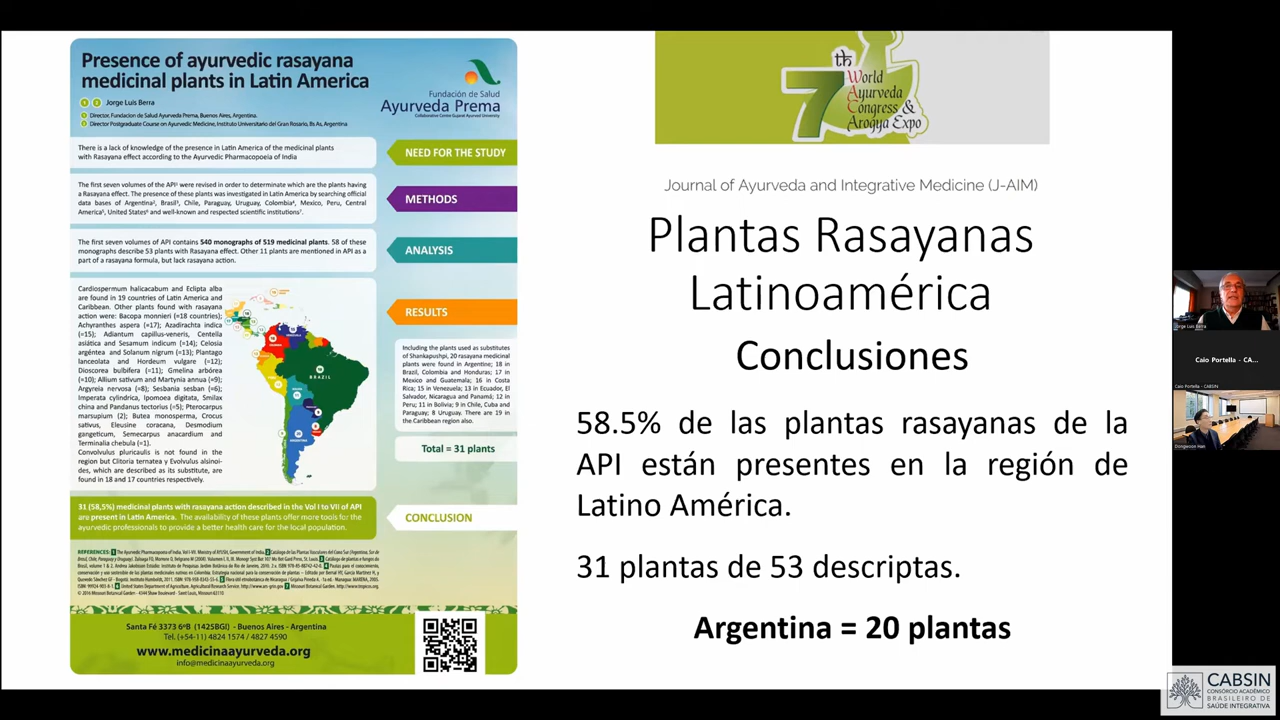 Presence of ayurvedic rasayana
medicinal plants in Latin America
Jorge Luis Berra
Director, Fundacion de Salud Ayurveda Prema, Buenos Aires, Argentina.
Director Postgraduate Course on Ayurvedic Medicine, Instituto Universitario del Gran Rosario, Bs As, Argentina
Fundación de Salud
Ayurveda Prema
Collaborative Centre Gujarat Ayurved University
There is a lack of knowledge of the presence in Latin America of the medicinal plants
with Rasayana effect according to the Ayurvedic Pharmacopoeia of India
NEED FOR THE STUDY
The first seven volumes of the API¹ were revised in order to determinate which are the plants having
a Rasayana effect. The presence of these plants was investigated in Latin America by searching official
data bases of Argentina², Brasil³, Chile, Paraguay, Uruguay, Colombia⁴, Mexico, Peru, Central
America⁵, United States⁶ and well-known and respected scientific institutions⁷.
METHODS
The first seven volumes of API contains 540 monographs of 519 medicinal plants. 58 of these
monographs describe 53 plants with Rasayana effect. Other 11 plants are mentioned in API as a
part of a rasayana formula, but lack rasayana action.
ANALYSIS
Cardiospermum halicacabum and Eclipta alba
are found in 19 countries of Latin America and
Caribbean. Other plants found with rasayana
action were: Bacopa monnieri (=18 countries);
Achyranthes aspera (=17); Azadirachta indica
(=15); Adiantum capillus-veneris, Centella
asiática and Sesamum indicum (=14); Celosia
argéntea and Solanum nigrum (=13); Plantago
lanceolata and Hordeum vulgare (=12);
Dioscorea bulbifera (=11); Gmelina arbórea
(=10); Allium sativum and Martynia annua (=9);
Argyreia nervosa (=8); Sesbania sesban (=6);
Imperata cylindrica, Ipomoea digitata, Smilax
china and Pandanus tectorius (=5); Pterocarpus
marsupium (2); Butea monosperma, Crocus
sativus, Eleusine coracana, Desmodium
gangeticum, Semecarpus anacardium and
Terminalia chebula (=1).
Convolvus pluricaulis is not found in the
region but Clitoria ternatea y Evolvulus alsinoi-
des, which are described as its substitute, are
found in 18 and 17 countries respectively.
BRAZIL
ARGENTINA
RESULTS
Including the plants used as substitutes
of Shankapushpi, 20 rasayana medicinal
plants were found in Argentine; 18 in
Brazil, Colombia and Honduras; 17 in
Mexico and Guatemala; 16 in Costa
Rica; 15 in Venezuela; 13 in Ecuador, El
Salvador, Nicaragua and Panamá; 12 in
Peru; 11 in Bolivia; 9 in Chile, Cuba and
Paraguay; 8 Uruguay. There are 19 in
the Caribbean region also.
Total = 31 plants
31 (58,5%) medicinal plants with rasayana action described in the Vol I to VII of API
are present in Latin America. The availability of these plants offer more tools for the
ayurvedic professionals to provide a better health care for the local population.
CONCLUSION
Santa Fé 3373 6ºB (1425BGI) - Buenos Aires - Argentina
Tel. (+54-11) 4824 1574 / 4827 4590
www.medicinaayurveda.org
info@medicinaayurveda.org
7th World
Ayurveda
Congress &
Arogya Expo
Journal of Ayurveda and Integrative Medicine (J-AIM)
Plantas Rasayanas
Latinoamérica
Conclusiones
58.5% de las plantas rasayanas de la
API están presentes en la región de
Latino América.
31 plantas de 53 descriptas.
Argentina = 20 plantas
Jorge Luis Berra
Caio Portella - CA...
Caio Portella - CABSIN
Dongwoon Han
CABSIN
CONSÓRCIO ACADÊMICO
BRASILEIRO DE
SAÚDE INTEGRATIVA